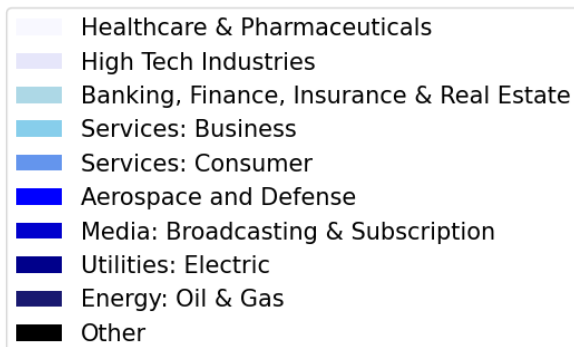 Healthcare & Pharmaceuticals
High Tech Industries
Banking, Finance, Insurance & Real Estate
Services: Business
Services: Consumer
Aerospace and Defense
Media: Broadcasting & Subscription
Utilities: Electric
Energy: Oil & Gas
Other